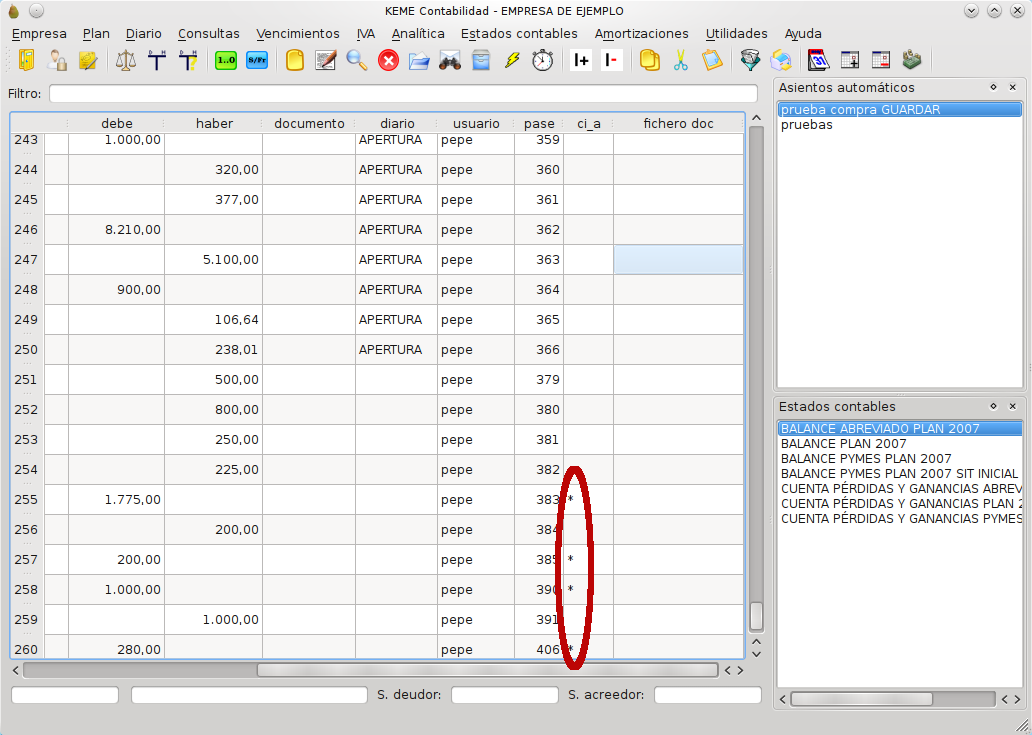 KEME Contabilidad - EMPRESA DE EJEMPLO
Empresa Plan Diario Consultas Vencimientos IVA Analítica Estados contables Amortizaciones Utilidades Ayuda
D H D H 1..0 S/Fr I+ I- 31
Filtro:
debe haber documento diario usuario pase ci_a fichero doc
243 1.000,00 APERTURA pepe 359
244 320,00 APERTURA pepe 360
245 377,00 APERTURA pepe 361
246 8.210,00 APERTURA pepe 362
247 5.100,00 APERTURA pepe 363
248 900,00 APERTURA pepe 364
249 106,64 APERTURA pepe 365
250 238,01 APERTURA pepe 366
251 500,00 pepe 379
252 800,00 pepe 380
253 250,00 pepe 381
254 225,00 pepe 382
255 1.775,00 pepe 383 *
256 200,00 pepe 384
257 200,00 pepe 385 *
258 1.000,00 pepe 390 *
259 1.000,00 pepe 391
260 280,00 pepe 406 *
S. deudor: S. acreedor:
Asientos automáticos
prueba compra GUARDAR
pruebas
Estados contables
BALANCE ABREVIADO PLAN 2007
BALANCE PLAN 2007
BALANCE PYMES PLAN 2007
BALANCE PYMES PLAN 2007 SIT INICIAL
CUENTA PÉRDIDAS Y GANANCIAS ABREV
CUENTA PÉRDIDAS Y GANANCIAS PLAN 2
CUENTA PÉRDIDAS Y GANANCIAS PYMES